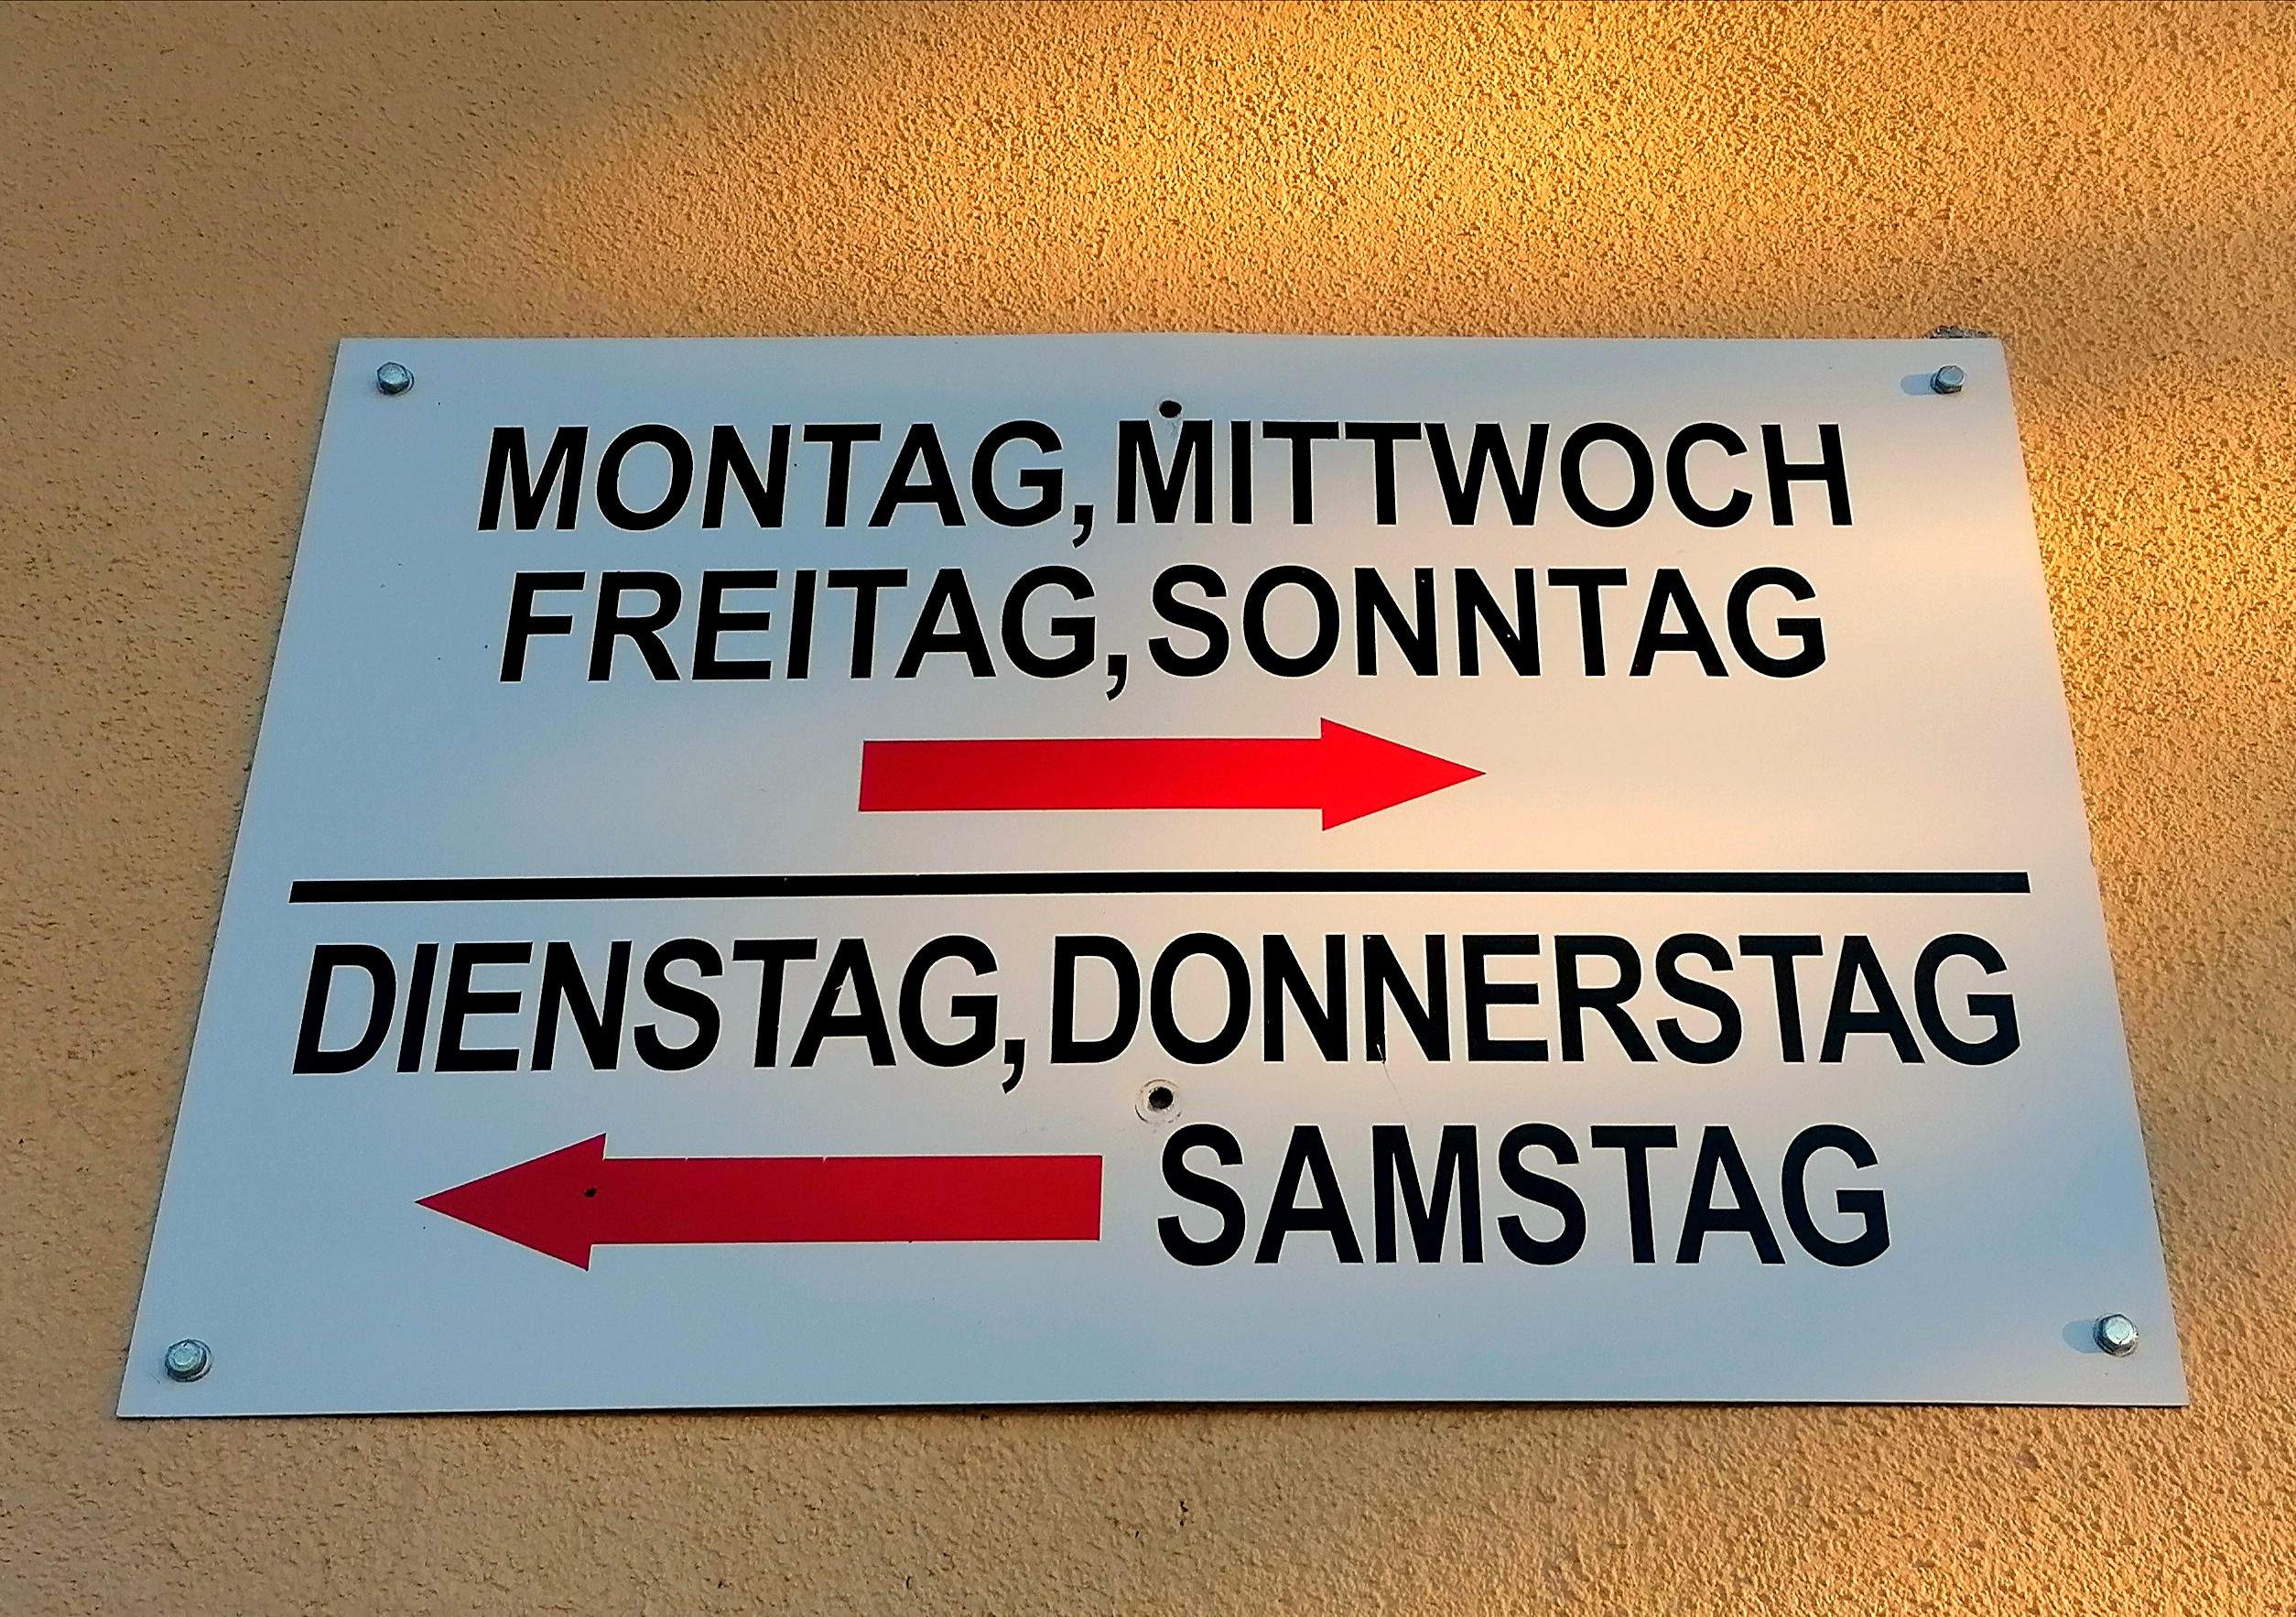 MONTAG, MITTWOCH
FREITAG, SONNTAG
DIENSTAG, DONNERSTAG
SAMSTAG